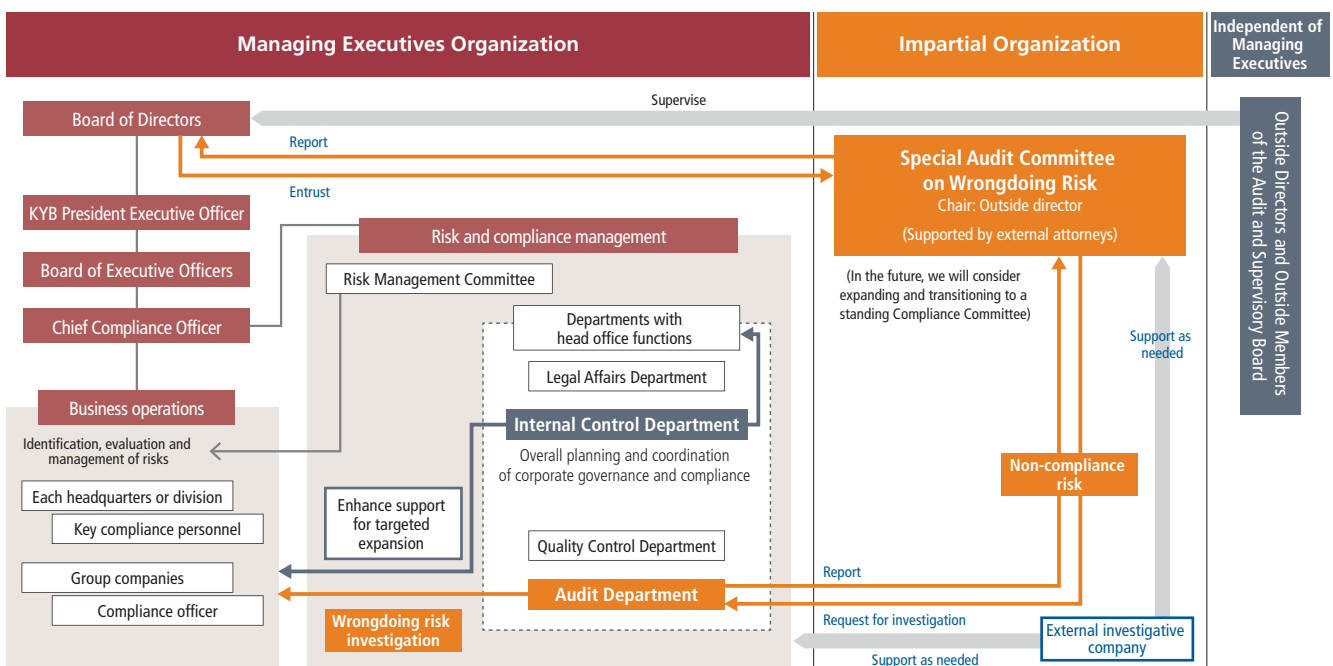 Managing Executives Organization
Impartial Organization
Independent of
Managing
Executives
Supervise
Board of Directors
Report
Entrust
Special Audit Committee
on Wrongdoing Risk
Chair: Outside director
(Supported by external attorneys)
Outside Directors and Outside Members
of the Audit and Supervisory Board
KYB President Executive Officer
Board of Executive Officers
Chief Compliance Officer
Risk and compliance management
Risk Management Committee
(In the future, we will consider
expanding and transitioning to a
standing Compliance Committee)
Departments with
head office functions
Legal Affairs Department
Support as
needed
Business operations
Identification, evaluation and
management of risks
Internal Control Department
Overall planning and coordination
of corporate governance and compliance
Non-compliance
risk
Each headquarters or division
Key compliance personnel
Enhance support
for targeted
expansion
Quality Control Department
Group companies
Compliance officer
Audit Department
Report
Wrongdoing risk
investigation
Request for investigation
Support as needed
External investigative
company